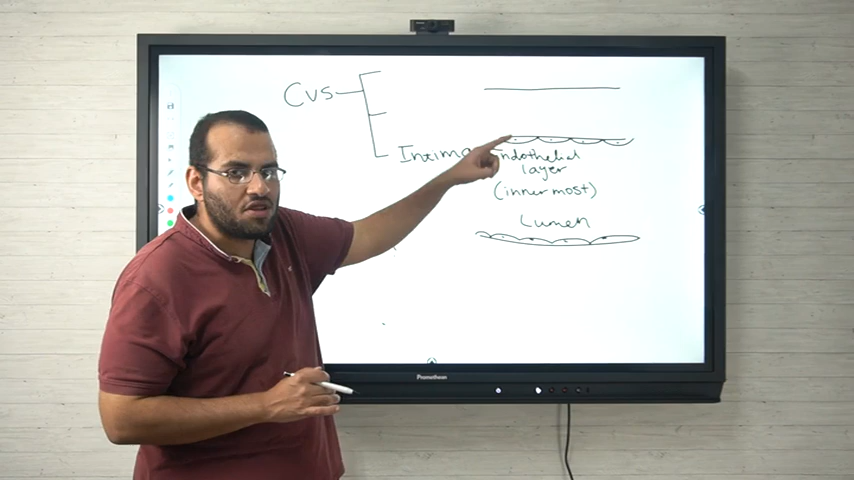 Cvs
Intima Endothelial
layer
(inner most)
Lumen
Promethean